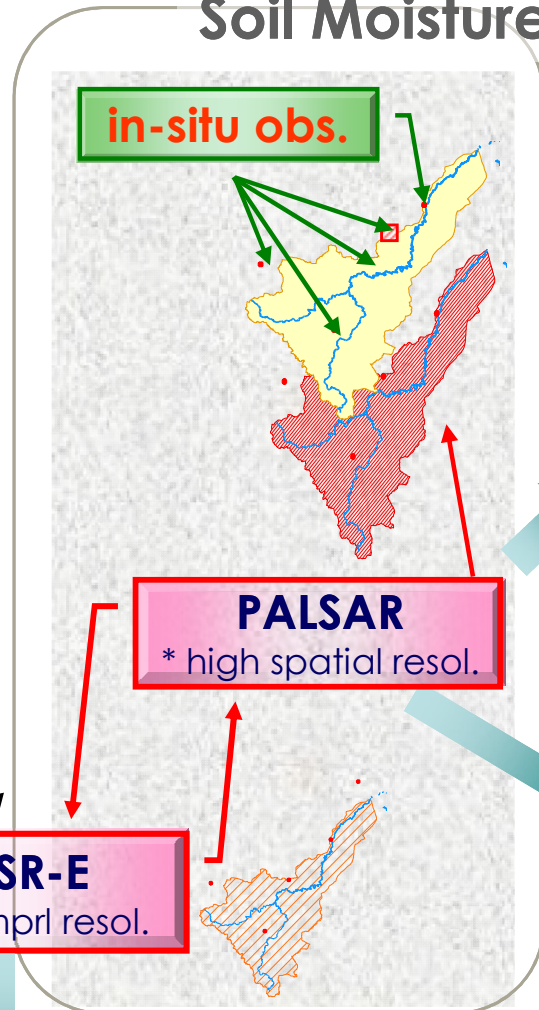 Soil Moisture
in-situ obs.
PALSAR
* high spatial resol.
SR-E
mprl resol.